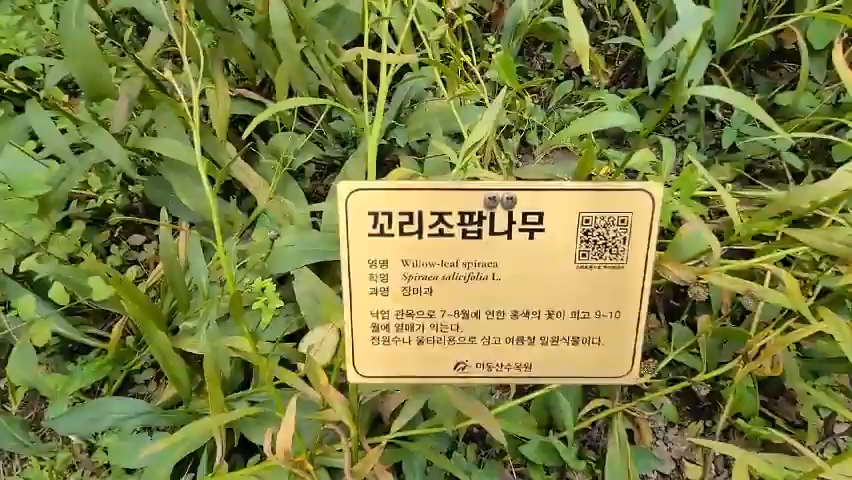 꼬리조팝나무
영명 Willow-leaf spiraea
학명 Spiraea salicifolia L.
과명 장미과
낙엽 관목으로 7~8월에 연한 홍색의 꽃이 피고 9~10
월에 열매가 익는다.
정원수나 울타리용으로 심고 여름철 밀원식물이다.
미동산수목원